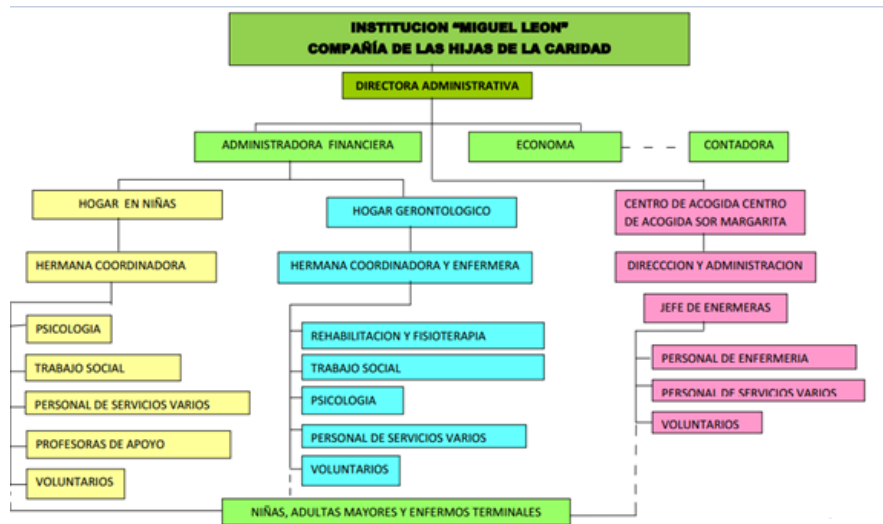 INSTITUCION “MIGUEL LEON”
COMPAÑÍA DE LAS HIJAS DE LA CARIDAD
DIRECTORA ADMINISTRATIVA
ADMINISTRADORA FINANCIERA
ECONOMA
CONTADORA
HOGAR EN NIÑAS
HERMANA COORDINADORA
PSICOLOGIA
TRABAJO SOCIAL
PERSONAL DE SERVICIOS VARIOS
PROFESORAS DE APOYO
VOLUNTARIOS
HOGAR GERONTOLOGICO
HERMANA COORDINADORA Y ENFERMERA
REHABILITACION Y FISIOTERAPIA
TRABAJO SOCIAL
PSICOLOGIA
PERSONAL DE SERVICIOS VARIOS
VOLUNTARIOS
CENTRO DE ACOGIDA CENTRO
DE ACOGIDA SOR MARGARITA
DIRECCCION Y ADMINISTRACION
JEFE DE ENERMERAS
PERSONAL DE ENFERMERIA
PERSONAL DE SERVICIOS VARIOS
VOLUNTARIOS
NIÑAS, ADULTAS MAYORES Y ENFERMOS TERMINALES